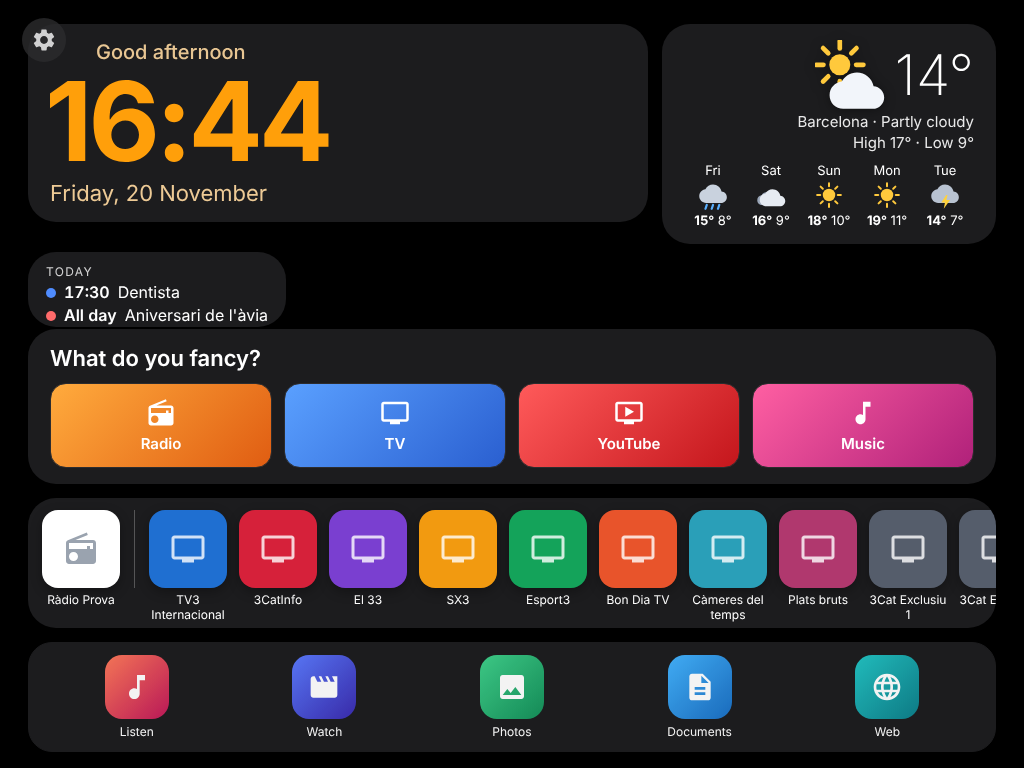 Good afternoon
16:44
Friday, 20 November
14°
Barcelona · Partly cloudy
High 17° · Low 9°
Fri Sat Sun Mon Tue
15° 8° 16° 9° 18° 10° 19° 11° 14° 7°
TODAY
17:30 Dentista
All day Aniversari de l'àvia
What do you fancy?
Radio TV YouTube Music
Ràdio Prova
TV3
Internacional
3CatInfo
El 33
SX3
Esport3
Bon Dia TV
Càmeres del
temps
Plats bruts
3Cat Exclusiu
1
3Cat E
Listen Watch Photos Documents Web